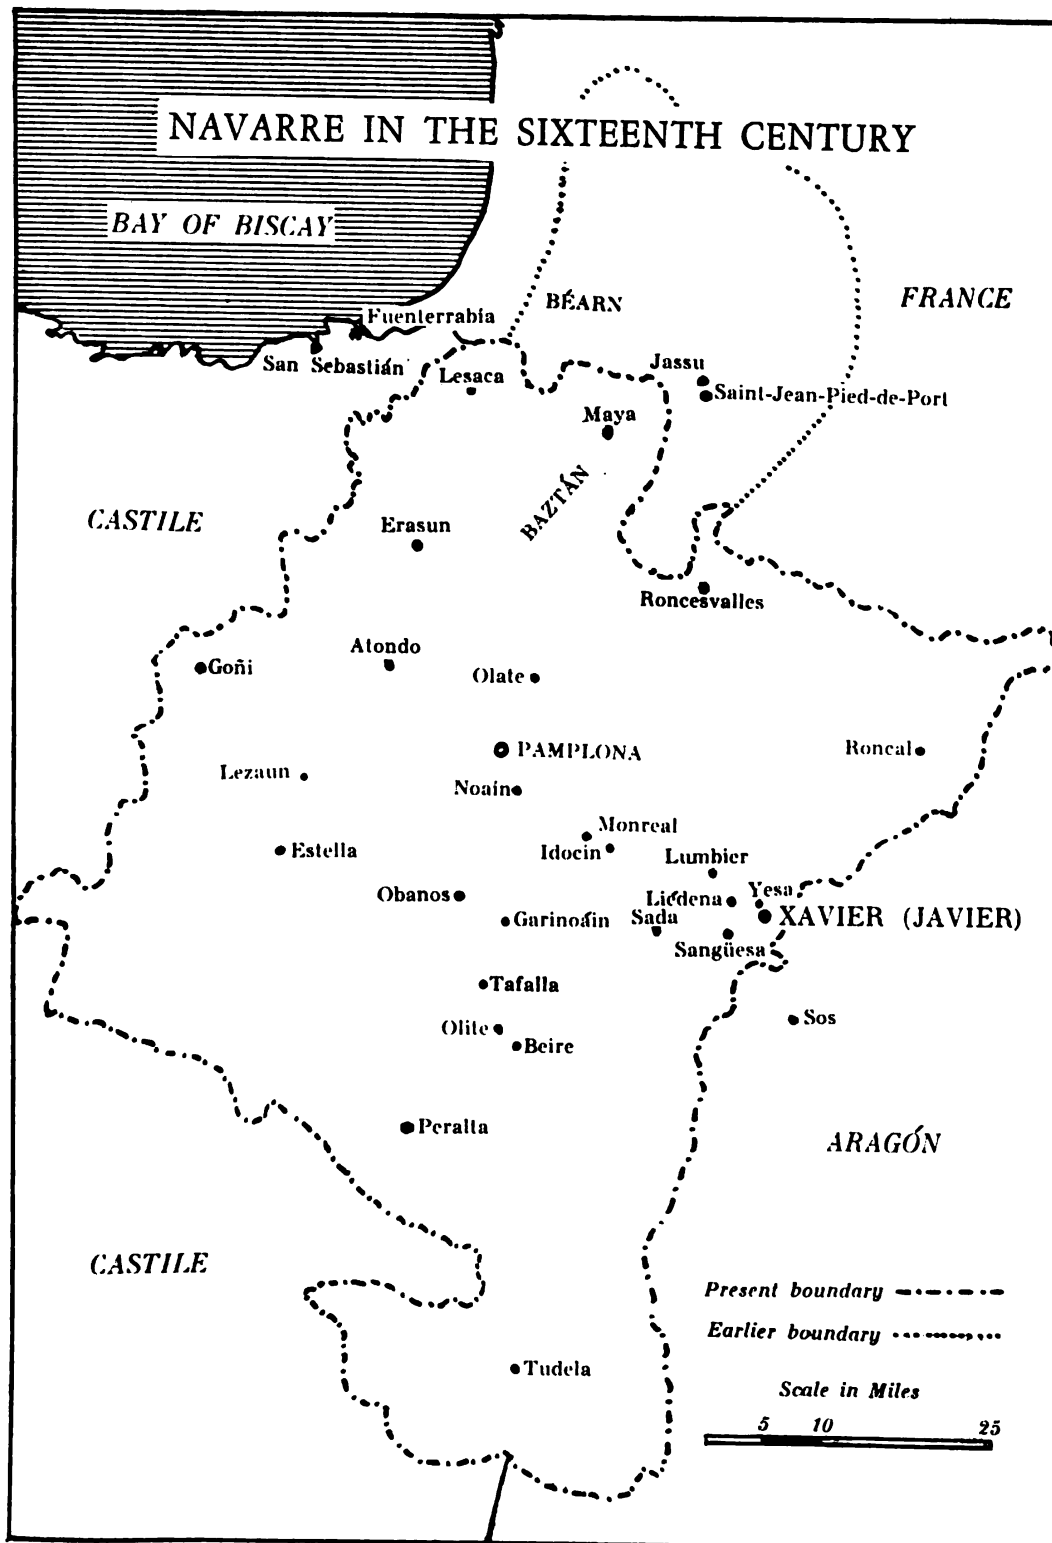 NAVARRE IN THE SIXTEENTH CENTURY
BAY OF BISCAY
BÉARN
FRANCE
Fuenterrabía
San Sebastián
Lesaca
Jassu
Saint-Jean-Pied-de-Port
Maya
BAZTÁN
CASTILE
Erasun
Roncesvalles
Atondo
Goñi
Olate
PAMPLONA
Roncal
Lezaun
Noain
Monreal
Estella
Idocin
Lumbier
Obanos
Liédena
Yesa
Garinoáin
Sada
XAVIER (JAVIER)
Sangüesa
Tafalla
Olite
Sos
Beire
Peralta
ARAGÓN
CASTILE
Present boundary
Earlier boundary
Tudela
Scale in Miles
5 10 25